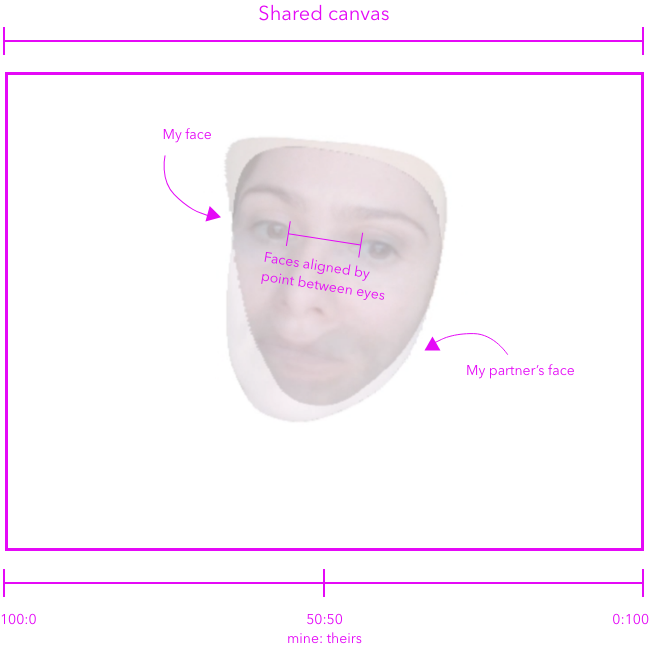 Shared canvas
My face
Faces aligned by
point between eyes
My partner’s face
100:0
50:50
0:100
mine: theirs